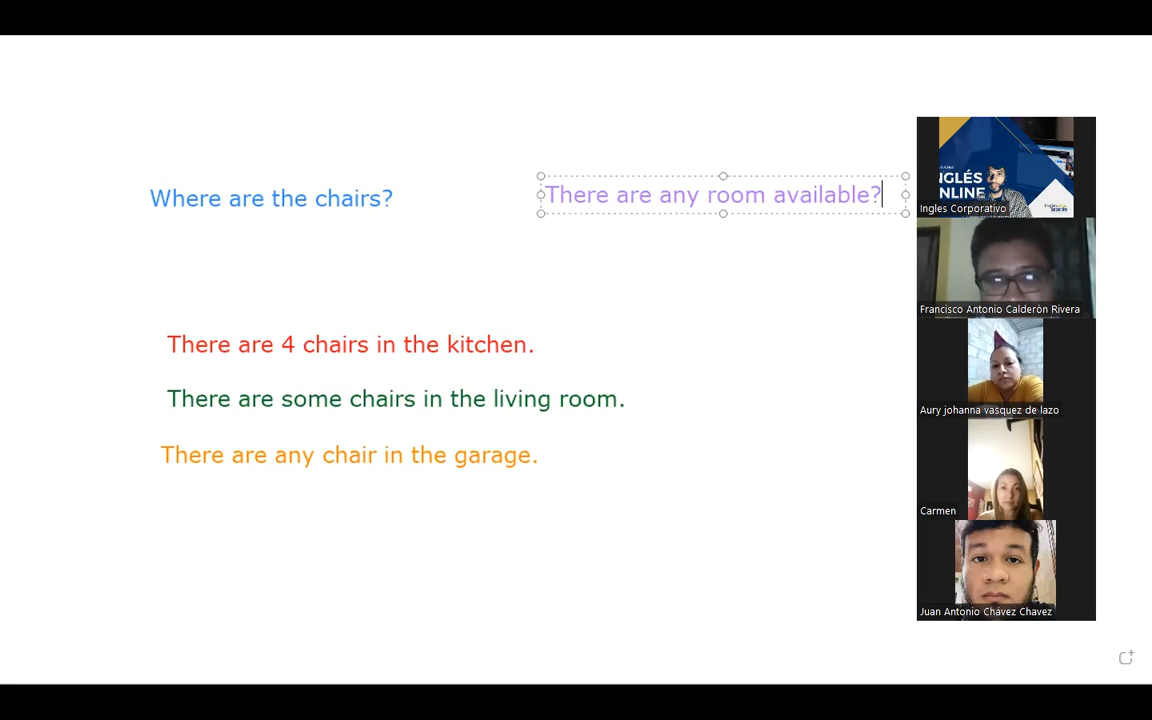 Where are the chairs?
There are any room available?
There are 4 chairs in the kitchen.
There are some chairs in the living room.
There are any chair in the garage.
NGLÉS
NLINE
Ingles Corporativo
Francisco Antonio Calderòn Rivera
Aury johanna vasquez de lazo
Carmen
Juan Antonio Chávez Chavez